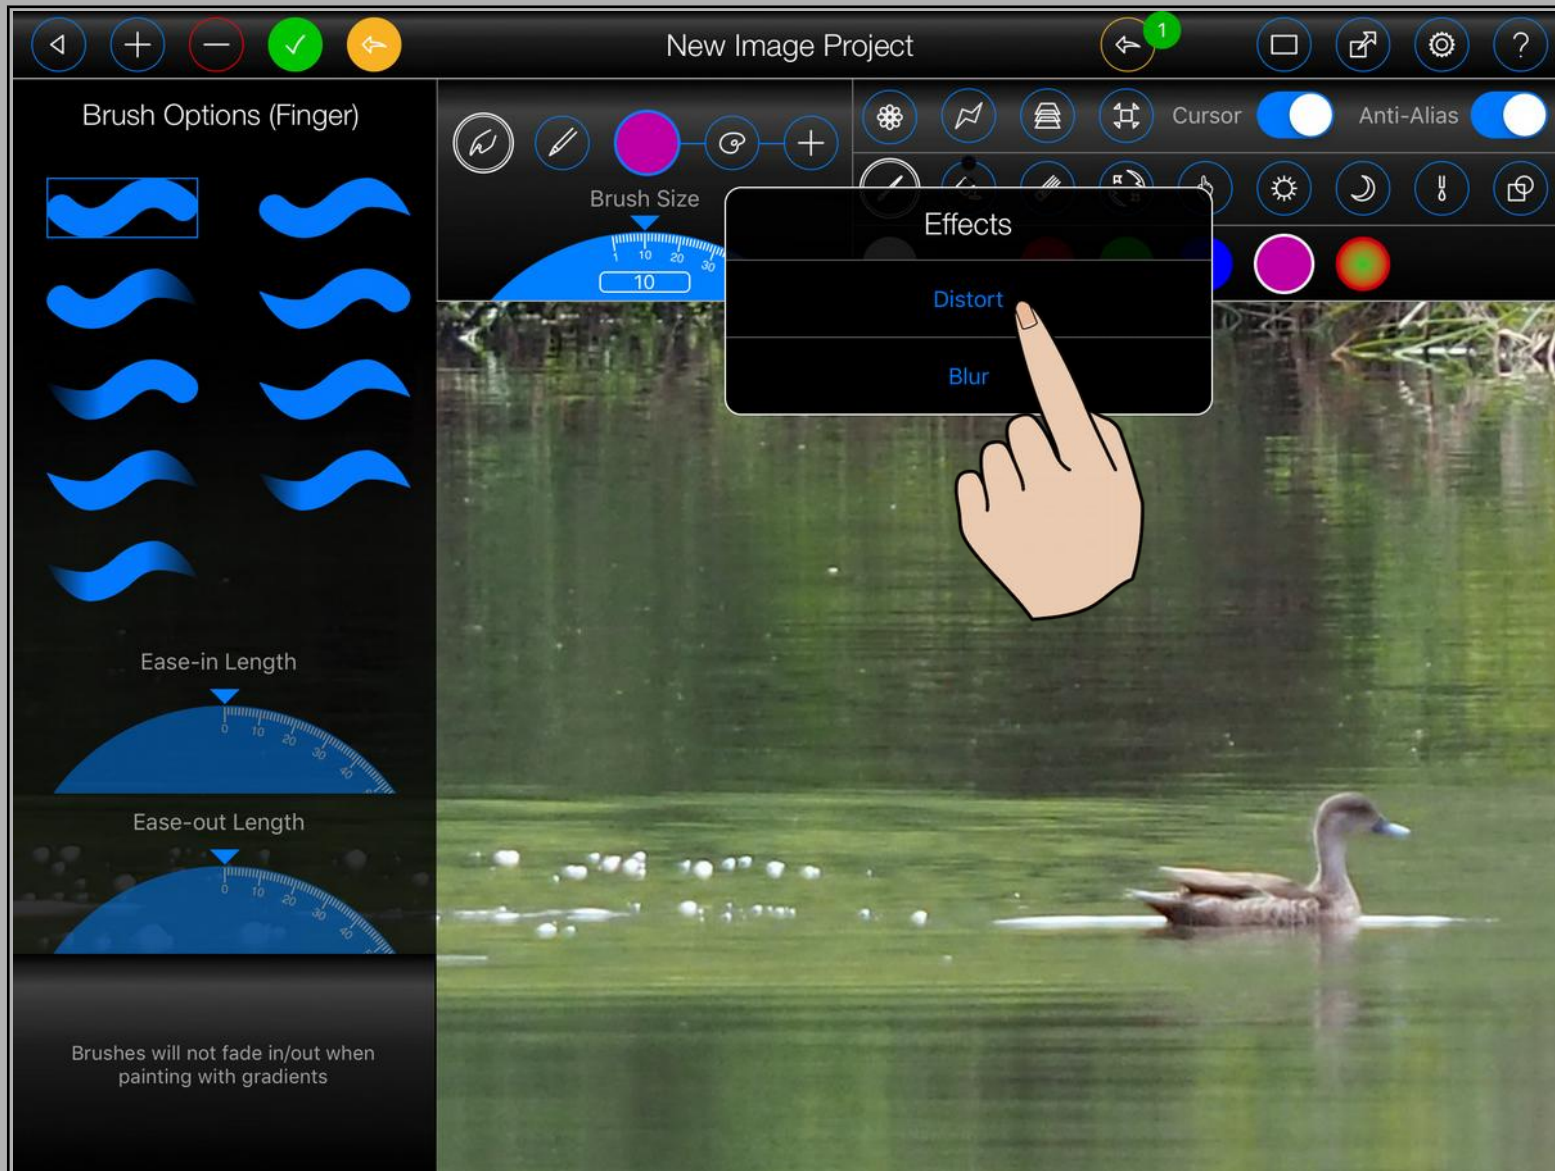 New Image Project
1
?
Brush Options (Finger)
Cursor
Anti-Alias
Brush Size
1 10 20 30
10
Effects
Distort
Blur
Ease-in Length
0 10 20 30 40
Ease-out Length
0 10 20 30 40
Brushes will not fade in/out when
painting with gradients